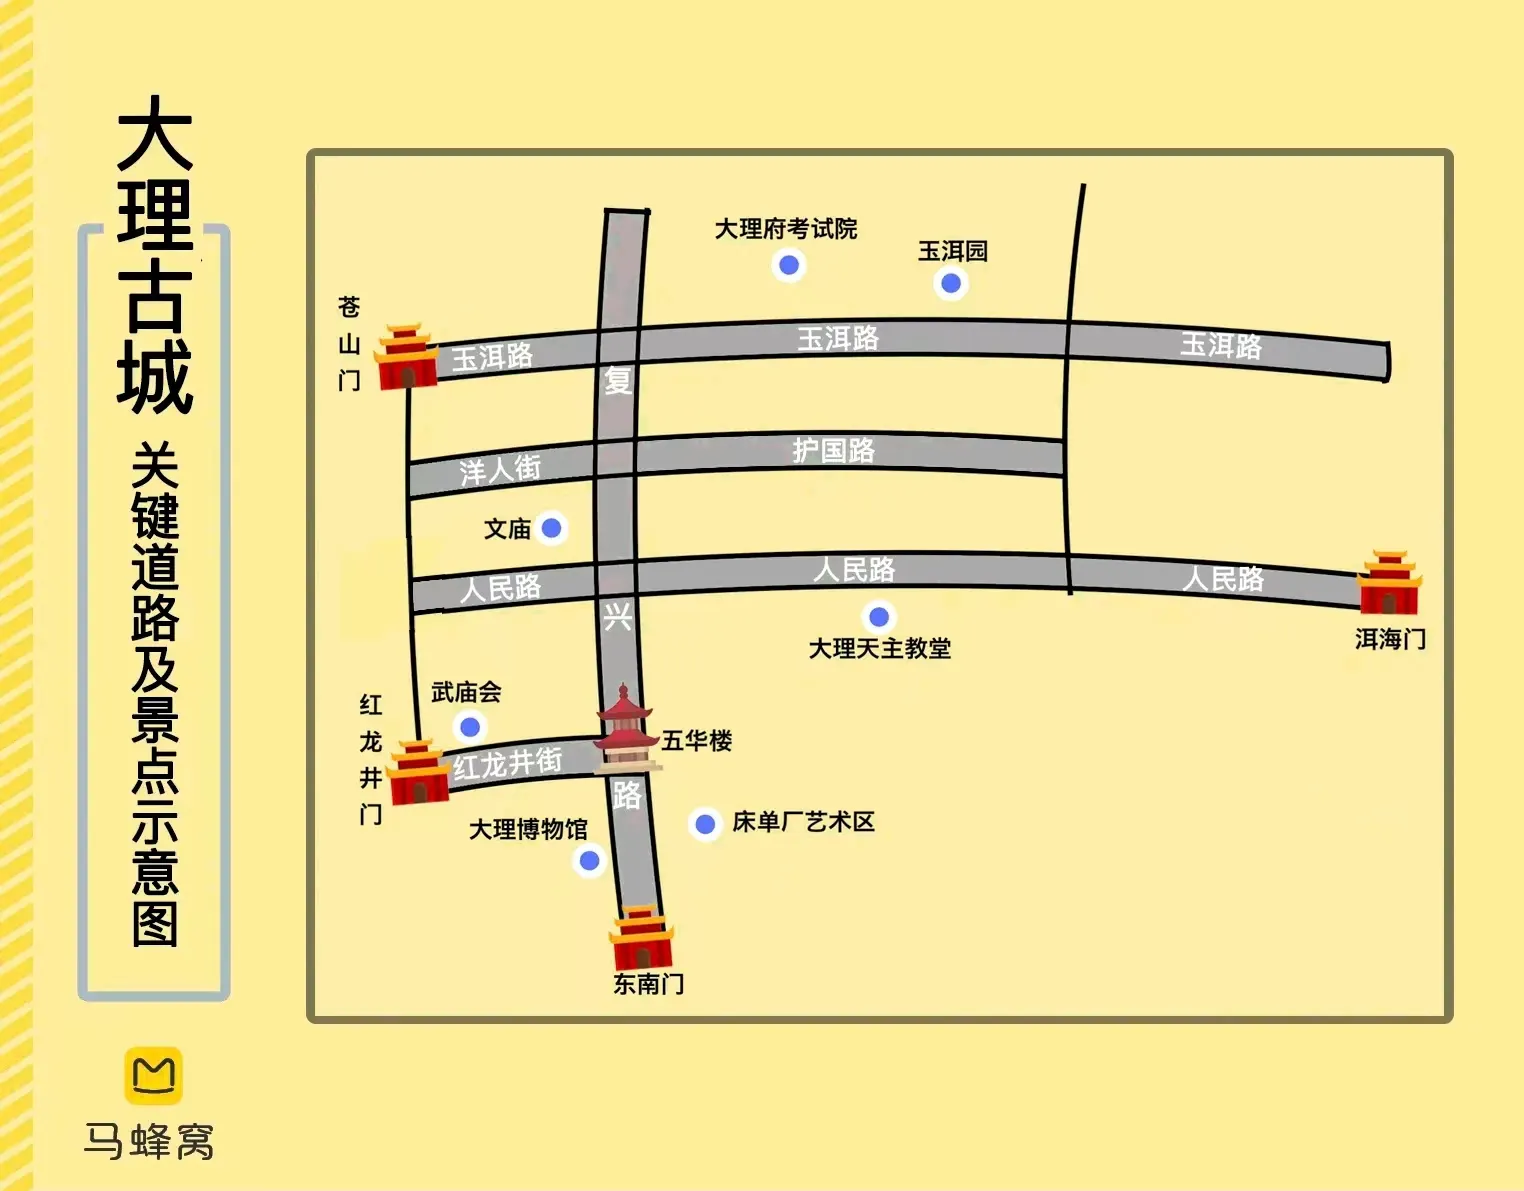 大理古城
关键道路及景点示意图
马蜂窝
大理府考试院
玉洱园
苍山门
玉洱路
玉洱路
玉洱路
复兴路
洋人街
护国路
文庙
人民路
人民路
人民路
洱海门
大理天主教堂
武庙会
红龙井门
红龙井街
五华楼
大理博物馆
床单厂艺术区
东南门